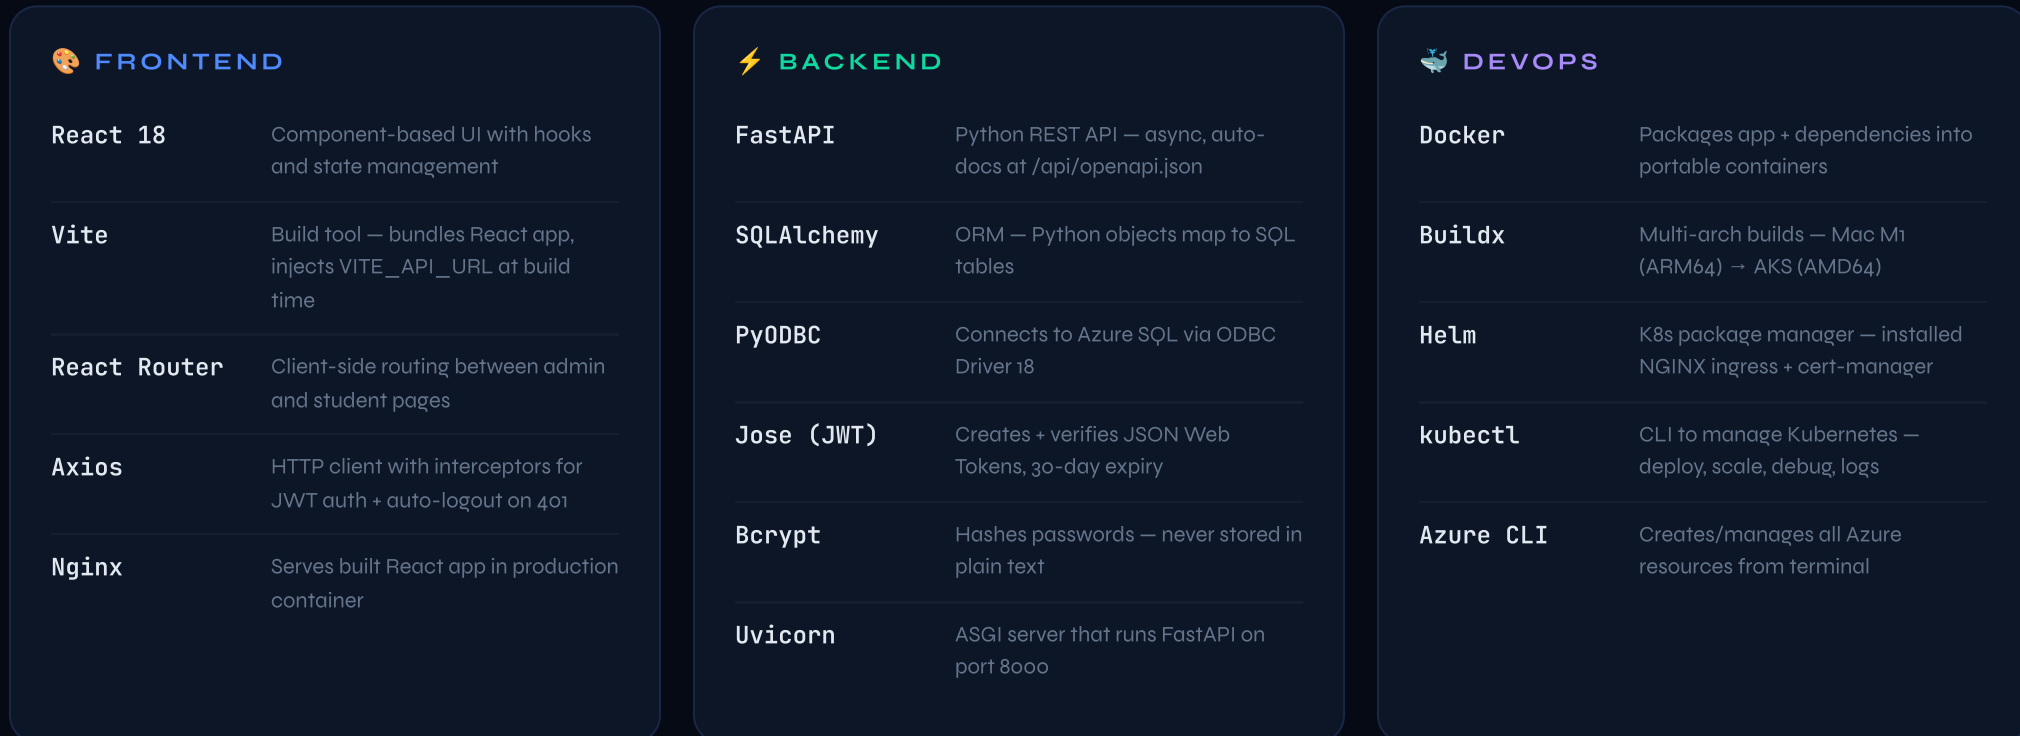 FRONTEND
React 18
Component-based UI with hooks
and state management
Vite
Build tool — bundles React app,
injects VITE_API_URL at build
time
React Router
Client-side routing between admin
and student pages
Axios
HTTP client with interceptors for
JWT auth + auto-logout on 401
Nginx
Serves built React app in production
container
BACKEND
FastAPI
Python REST API — async, auto-
docs at /api/openapi.json
SQLAlchemy
ORM — Python objects map to SQL
tables
PyODBC
Connects to Azure SQL via ODBC
Driver 18
Jose (JWT)
Creates + verifies JSON Web
Tokens, 30-day expiry
Bcrypt
Hashes passwords — never stored in
plain text
Uvicorn
ASGI server that runs FastAPI on
port 8000
DEVOPS
Docker
Packages app + dependencies into
portable containers
Buildx
Multi-arch builds — Mac M1
(ARM64) → AKS (AMD64)
Helm
K8s package manager — installed
NGINX ingress + cert-manager
kubectl
CLI to manage Kubernetes —
deploy, scale, debug, logs
Azure CLI
Creates/manages all Azure
resources from terminal